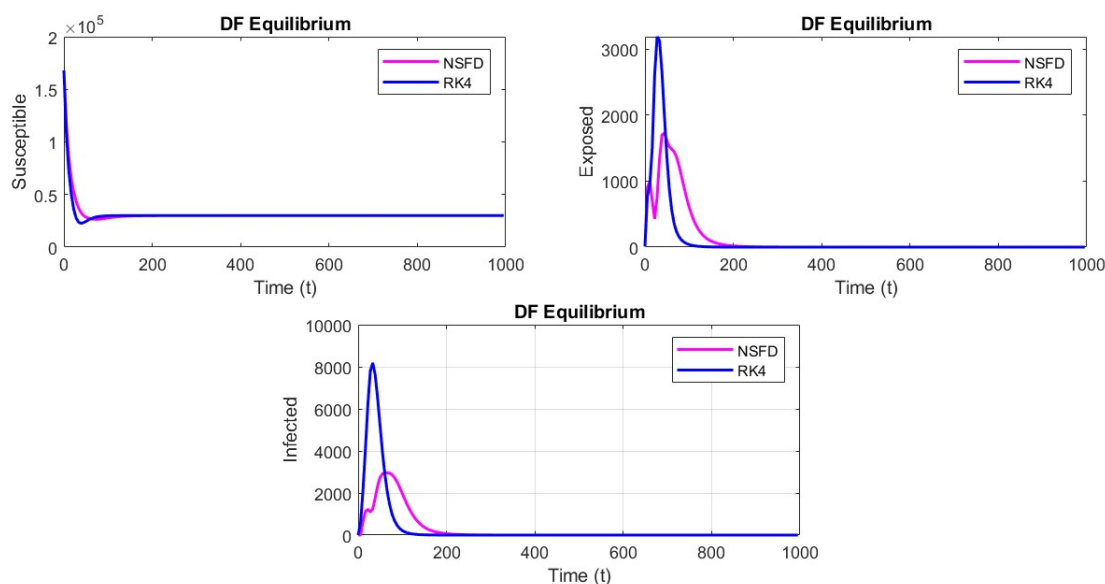 DF Equilibrium
×10^5
2
1.5
1
0.5
0
Susceptible
NSFD
RK4
0 200 400 600 800 1000
Time (t)
DF Equilibrium
3000
2000
1000
0
Exposed
NSFD
RK4
0 200 400 600 800 1000
Time (t)
DF Equilibrium
10000
8000
6000
4000
2000
0
Infected
NSFD
RK4
0 200 400 600 800 1000
Time (t)